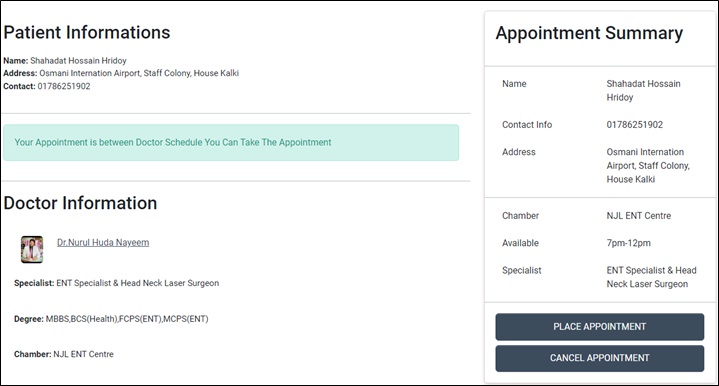 Patient Informations
Name: Shahadat Hossain Hridoy
Address: Osmani Internation Airport, Staff Colony, House Kalki
Contact: 01786251902
Your Appointment is between Doctor Schedule You Can Take The Appointment
Doctor Information
Dr.Nurul Huda Nayeem
Specialist: ENT Specialist & Head Neck Laser Surgeon
Degree: MBBS,BCS(Health),FCPS(ENT),MCPS(ENT)
Chamber: NJL ENT Centre
Appointment Summary
Name Shahadat Hossain
Hridoy
Contact Info 01786251902
Address Osmani Internation
Airport, Staff Colony,
House Kalki
Chamber NJL ENT Centre
Available 7pm-12pm
Specialist ENT Specialist & Head
Neck Laser Surgeon
PLACE APPOINTMENT
CANCEL APPOINTMENT